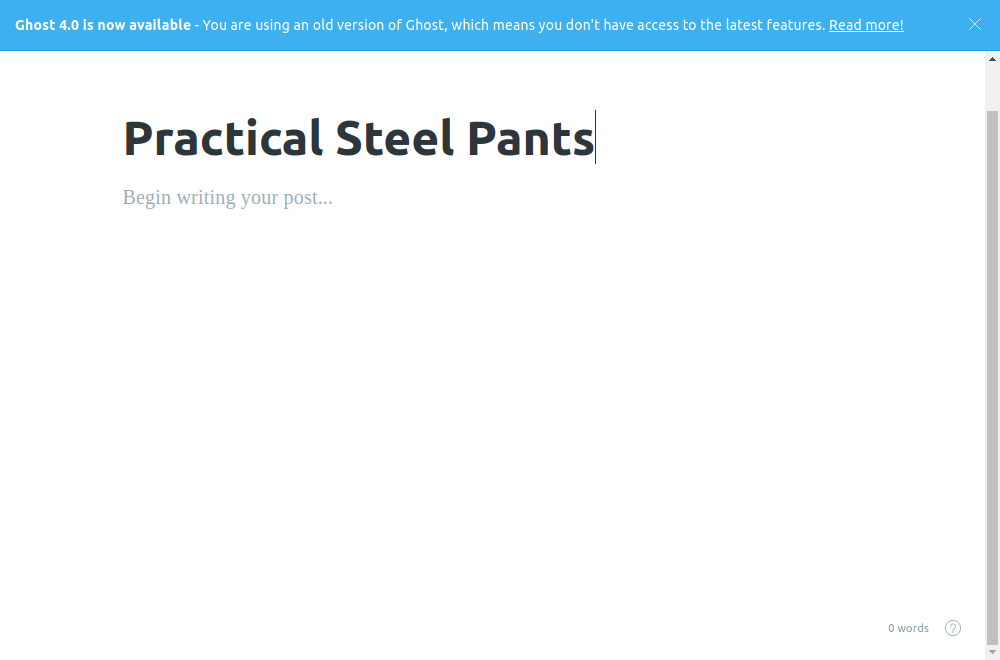 Ghost 4.0 is now available - You are using an old version of Ghost, which means you don't have access to the latest features. Read more!
Practical Steel Pants
Begin writing your post...
0 words
?